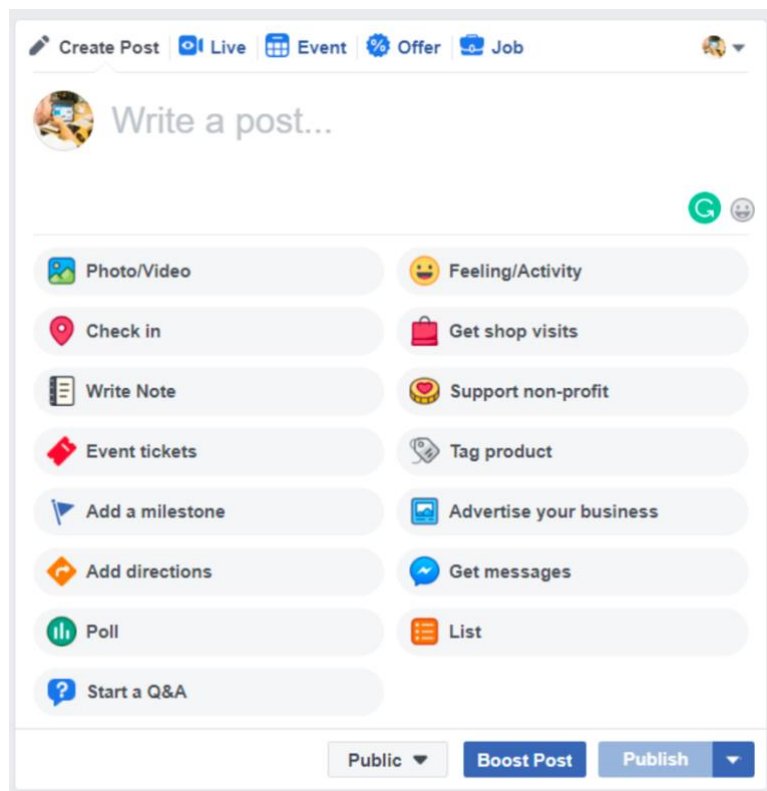 Create Post Live Event Offer Job
Write a post...
Photo/Video Feeling/Activity
Check in Get shop visits
Write Note Support non-profit
Event tickets Tag product
Add a milestone Advertise your business
Add directions Get messages
Poll List
Start a Q&A
Public Boost Post Publish